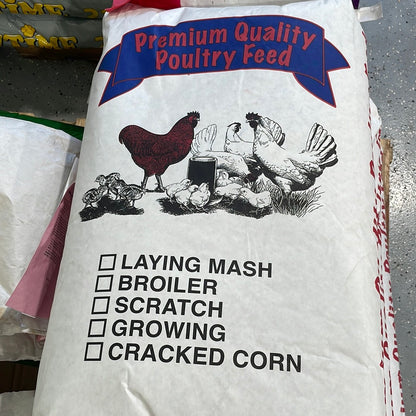 Premium Quality
Poultry Feed
LAYING MASH
BROILER
SCRATCH
GROWING
CRACKED CORN